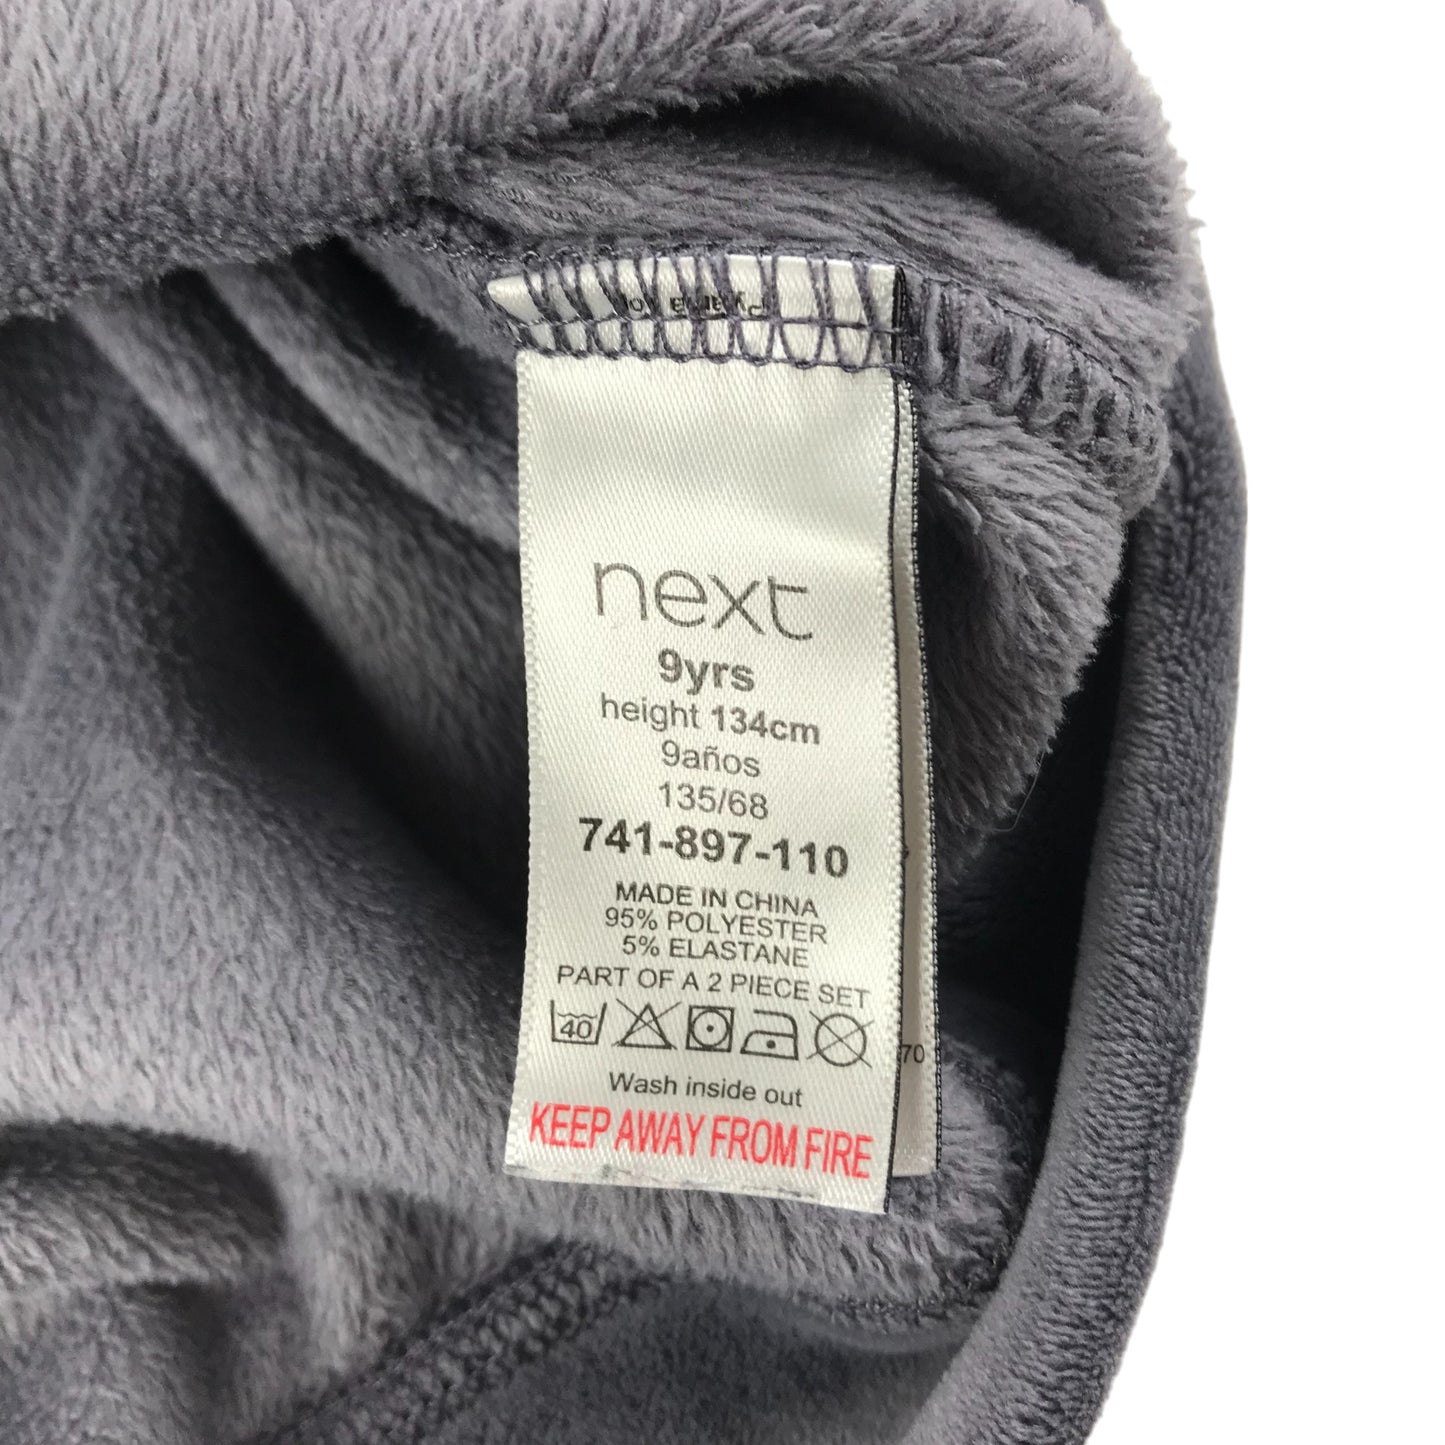 next
9yrs
height 134cm
9años
135/68
741-897-110
MADE IN CHINA
95% POLYESTER
5% ELASTANE
PART OF A 2 PIECE SET
40
Wash inside out
KEEP AWAY FROM FIRE
70